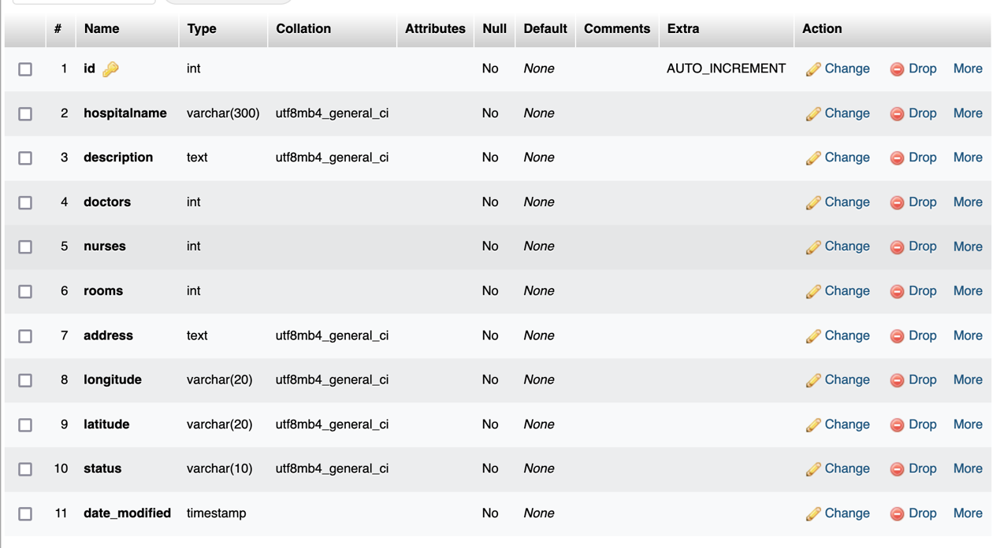 # Name Type Collation Attributes Null Default Comments Extra Action
1 id int No None AUTO_INCREMENT Change Drop More
2 hospitalname varchar(300) utf8mb4_general_ci No None Change Drop More
3 description text utf8mb4_general_ci No None Change Drop More
4 doctors int No None Change Drop More
5 nurses int No None Change Drop More
6 rooms int No None Change Drop More
7 address text utf8mb4_general_ci No None Change Drop More
8 longitude varchar(20) utf8mb4_general_ci No None Change Drop More
9 latitude varchar(20) utf8mb4_general_ci No None Change Drop More
10 status varchar(10) utf8mb4_general_ci No None Change Drop More
11 date_modified timestamp No None Change Drop More